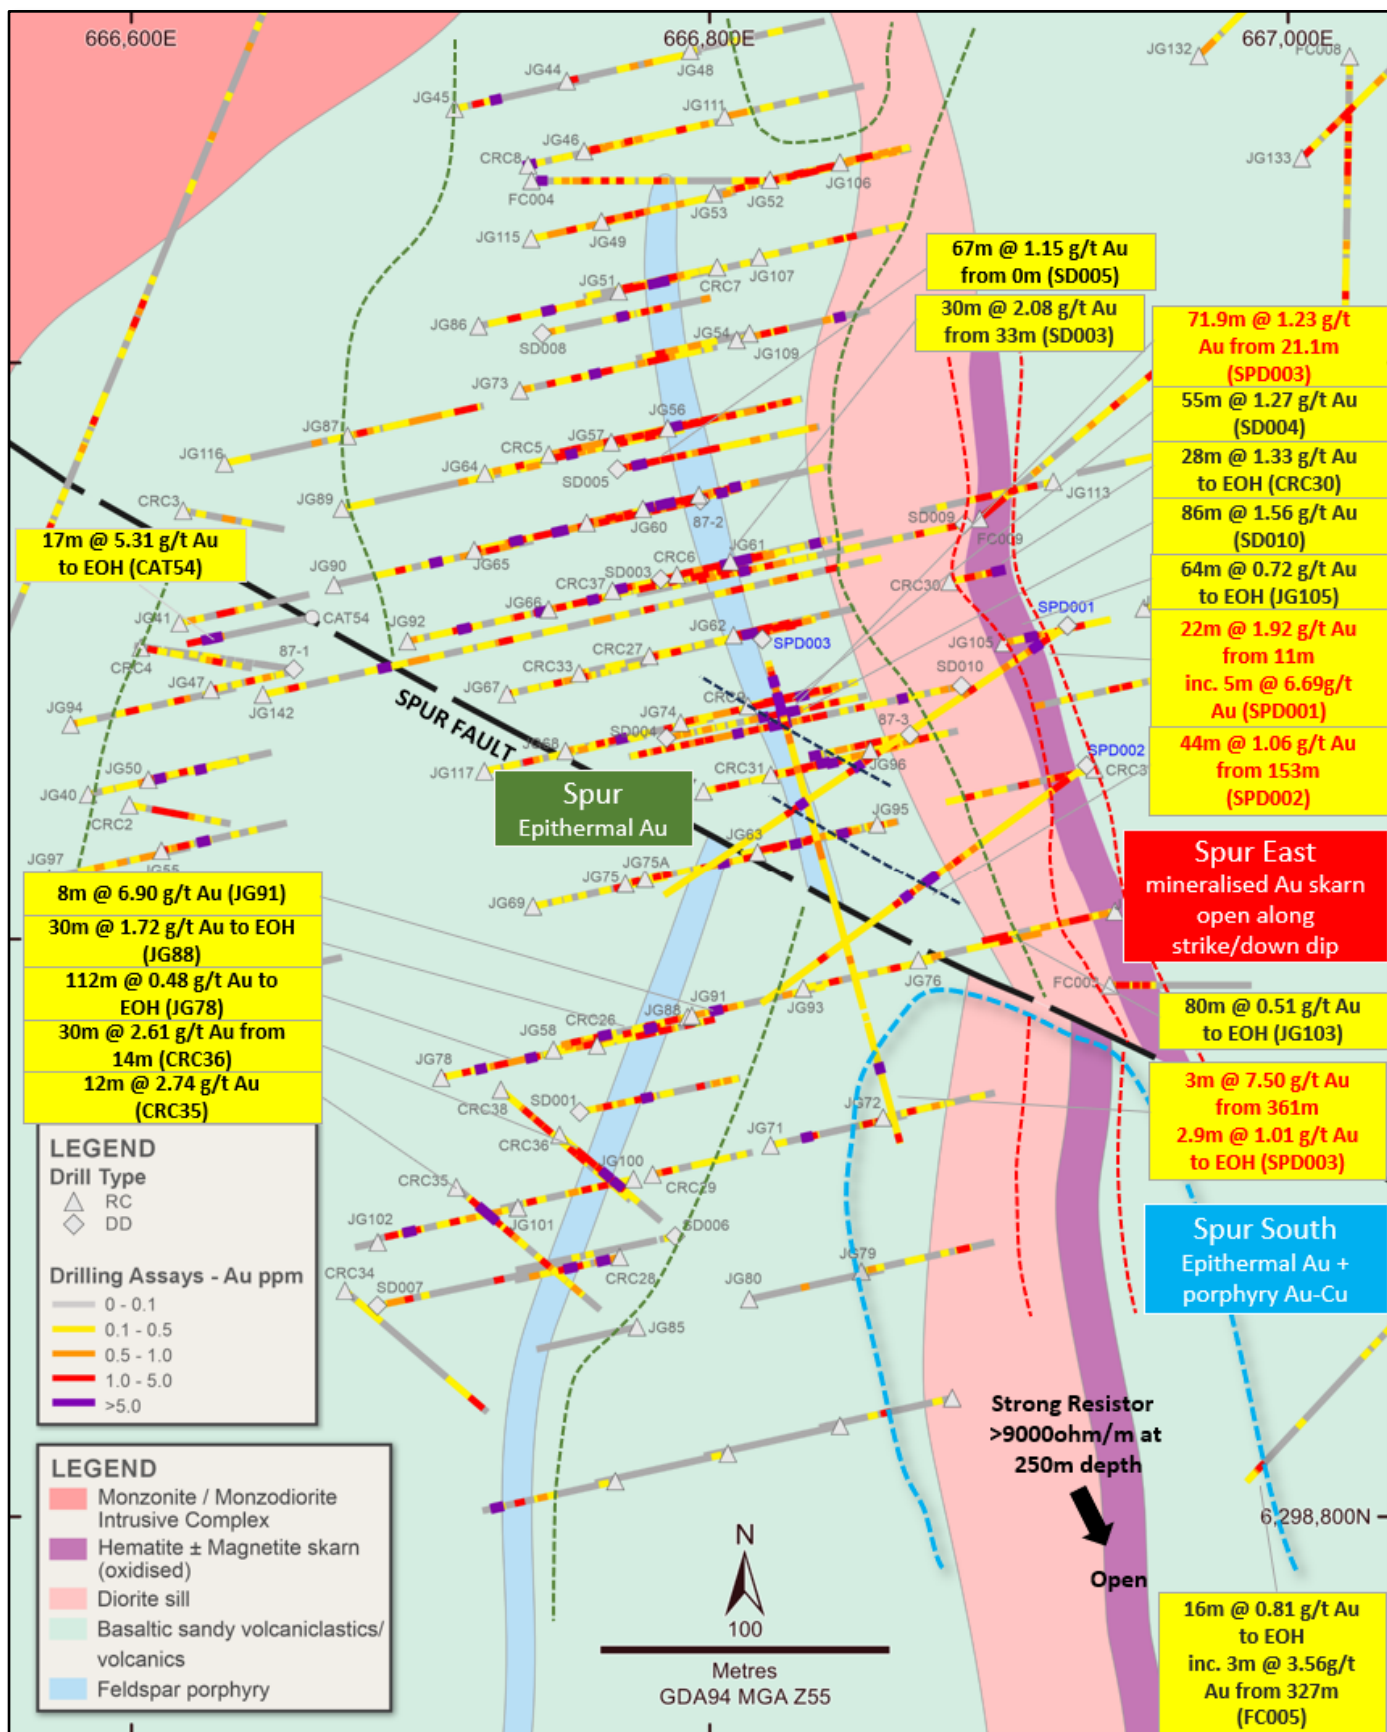 666,600E
666,800E
667,000E
JG132
FC008
JG48
JG44
JG45
JG111
JG46
CRC8
FC004
JG106
JG52
JG53
JG133
JG115
JG49
JG107
CRC7
JG51
JG86
SD008
JG54
JG109
JG73
67m @ 1.15 g/t Au
from 0m (SD005)
30m @ 2.08 g/t Au
from 33m (SD003)
71.9m @ 1.23 g/t
Au from 21.1m
(SPD003)
55m @ 1.27 g/t Au
(SD004)
28m @ 1.33 g/t Au
to EOH (CRC30)
86m @ 1.56 g/t Au
(SD010)
64m @ 0.72 g/t Au
to EOH (JG105)
22m @ 1.92 g/t Au
from 11m
inc. 5m @ 6.69g/t
Au (SPD001)
44m @ 1.06 g/t Au
from 153m
(SPD002)
JG56
JG87
JG57
CRC5
JG116
JG64
SD005
JG113
CRC3
JG89
JG60
87-2
SD009
FC009
17m @ 5.31 g/t Au
to EOH (CAT54)
JG65
JG61
CRC6
SD003
JG90
CRC37
CRC30
JG66
SPD001
JG41
CAT54
JG92
JG62
SPD003
JG105
CRC4
87-1
CRC27
CRC33
SD010
JG47
JG67
JG94
JG142
SPUR FAULT
CRC9
JG74
SD004
87-3
JG68
JG117
JG96
SPD002
CRC31
JG50
JG40
CRC2
Spur
Epithermal Au
JG95
JG63
JG97
JG55
JG75A
JG75
JG69
Spur East
mineralised Au skarn
open along
strike/down dip
8m @ 6.90 g/t Au (JG91)
30m @ 1.72 g/t Au to EOH
(JG88)
112m @ 0.48 g/t Au to
EOH (JG78)
30m @ 2.61 g/t Au from
14m (CRC36)
12m @ 2.74 g/t Au
(CRC35)
JG76
JG91
JG93
JG88
CRC26
JG58
JG78
80m @ 0.51 g/t Au
to EOH (JG103)
CRC38
SD001
CRC36
JG72
JG71
3m @ 7.50 g/t Au
from 361m
2.9m @ 1.01 g/t Au
to EOH (SPD003)
JG100
CRC35
CRC29
JG101
JG102
SD006
CRC34
SD007
CRC28
JG79
JG80
JG85
Spur South
Epithermal Au +
porphyry Au-Cu
LEGEND
Drill Type
RC
DD
Drilling Assays - Au ppm
0 - 0.1
0.1 - 0.5
0.5 - 1.0
1.0 - 5.0
>5.0
Strong Resistor
>9000ohm/m at
250m depth
Open
6,298,800N
LEGEND
Monzonite / Monzodiorite
Intrusive Complex
Hematite ± Magnetite skarn
(oxidised)
Diorite sill
Basaltic sandy volcaniclastics/
volcanics
Feldspar porphyry
N
100
Metres
GDA94 MGA Z55
16m @ 0.81 g/t Au
to EOH
inc. 3m @ 3.56g/t
Au from 327m
(FC005)